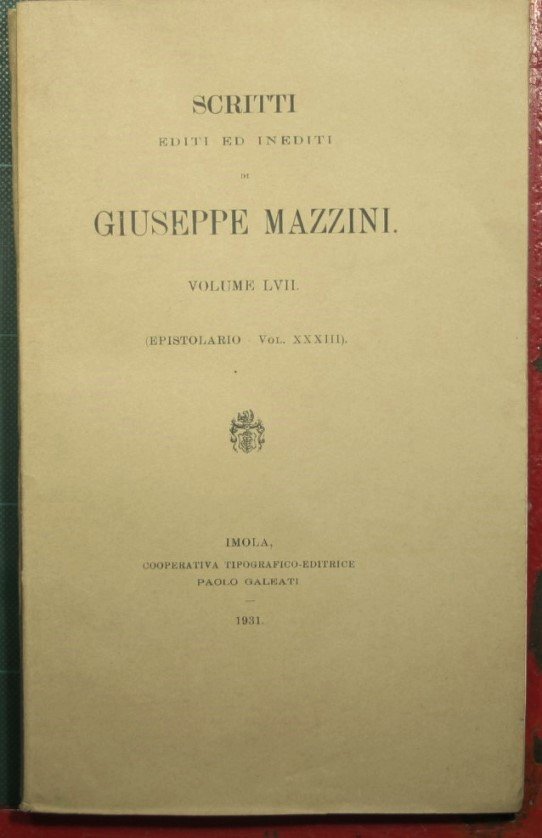 SCRITTI
EDITI ED INEDITI
DI
GIUSEPPE MAZZINI.
VOLUME LVII.
(EPISTOLARIO VOL. XXXIII).
IMOLA,
COOPERATIVA TIPOGRAFICO-EDITRICE
PAOLO GALEATI
—
1931.